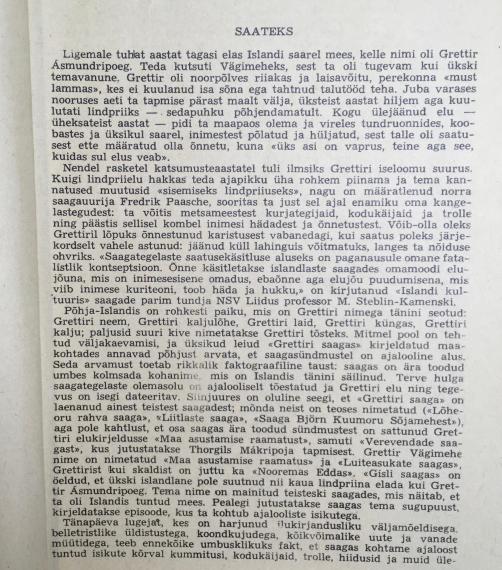 SAATEKS
Ligemale tuhat aastat tagasi elas Islandi saarel mees, kelle nimi oli Grettir
Ásmundripoeg. Teda kutsuti Vägimeheks, sest ta oli tugevam kui ükski
temavanune. Grettir oli noorpõlves riiakas ja laisavõitu, perekonna «must
lammas», kes ei kuulanud isa sõna ega tahtnud talutööd teha. Juba varases
nooruses aeti ta tapmise pärast maalt välja, üksteist aastat hiljem aga kuu-
lutati lindpriiks — sedapuhku põhjendamatult. Kogu ülejäänud elu —
üheksateist aastat — pidi ta maapaos olema ja vireles tundruonnides, koo-
bastes ja üksikul saarel, inimestest põlatud ja hüljatud, sest talle oli saatu-
sest ette määratud olla õnnetu, kuna «üks asi on vaprus, teine aga see,
kuidas sul elus veab».
Nendel rasketel katsumusteaastatel tuli ilmsiks Grettiri iseloomu suurus.
Kuigi lindpriielu hakkas teda ajapikku üha rohkem piinama ja tema kan-
natused muutusid «sisemiseks lindpriiuseks», nagu on määratlenud norra
saagauurija Fredrik Paasche, sooritas ta just sel ajal enamiku oma kange-
lastegudest: ta võitis metsameestest kurjategijaid, kodukäijaid ja trolle
ning päästis sellisel kombel inimesi hädadest ja õnnetustest. Võib-olla oleks
Grettiril lõpuks õnnestunud karistusest vabanedagi, kui saatus poleks järje-
kordselt vahele astunud: jäänud küll lahinguis võitmatuks, langes ta nõiduse
ohvriks. «Saagategelaste saatusekäsitluse aluseks on paganausule omane fata-
listlik kontseptsioon. Õnne käsitletakse islandlaste saagades omamoodi elu-
jõuna, mis on inimesesisene omadus, ebaõnne aga elujõu puudumisena, mis
viib inimese kuriteoni, toob häda ja hukku,» on kirjutanud «Islandi kul-
tuuris» saagade parim tundja NSV Liidus professor M. Steblin-Kamenski.
Põhja-Islandis on rohkesti paiku, mis on Grettiri nimega tänini seotud:
Grettiri neem, Grettiri kaljulõhe, Grettiri laid, Grettiri küngas, Grettiri
kalju; paljusid suuri kive nimetatakse Grettiri tõsteks. Mitmel pool on teh-
tud väljakaevamisi, ja üksikud leiud «Grettiri saagas» kirjeldatud maa-
kohtades annavad põhjust arvata, et saagasündmustel on ajalooline alus.
Seda arvamust toetab rikkalik faktograafiline taust: saagas on ära toodud
umbes kolmsada kohanime, mis on Islandis tänini säilinud. Terve hulga
saagategelaste olemasolu on ajalooliselt tõestatud ja Grettiri elu ning tege-
vus on isegi dateeritav. Siinjuures on oluline seegi, et «Grettiri saaga» on
laenanud ainest teistest saagadest; mõnda neist on teoses nimetatud («Lõhe-
oru rahva saaga», «Liitlaste saaga», «Saaga Björn Kuumoru Sõjamehest»),
aga pole kahtlust, et osa saagas ära toodud sündmustest on sattunud Gret-
tiri elukirjeldusse «Maa asustamise raamatust», samuti «Verevendade saa-
gast», kus jutustatakse Thorgils Mákripoja tapmisest. Grettir Vägimehe
nime on nimetatud «Maa asustamise raamatus» ja «Luiteasukate saagas»,
Grettirist kui skaldist on juttu ka «Nooremas Eddas». «Gísli saagas» on
öeldud, et ükski islandlane pole suutnud nii kaua lindpriina elada kui Gret-
tir Ásmundripoeg. Tema nime on mainitud teisteski saagades, mis näitab, et
ta oli Islandis tuntud mees. Pealegi jutustatakse saagas tema sugupuust,
kirjeldatakse episoode, kus ta kohtub ajalooliste isikutega.
Tänapäeva lugejat, kes on harjunud ilukirjandusliku väljamõeldisega,
belletristlike üldistustega, koondkujudega, kõikvõimalike uute ja vanade
müütidega, teeb ennekõike umbusklikuks fakt, et saagas kohtame ajaloost
tuntud isikute kõrval kummitusi, kodukäijaid, trolle, hiidusid ja muid üle-